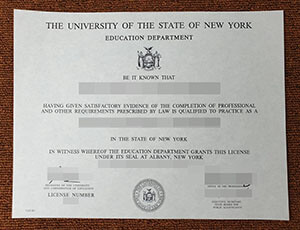 THE UNIVERSITY OF THE STATE OF NEW YORK
EDUCATION DEPARTMENT
BE IT KNOWN THAT
HAVING GIVEN SATISFACTORY EVIDENCE OF THE COMPLETION OF PROFESSIONAL
AND OTHER REQUIREMENTS PRESCRIBED BY LAW IS QUALIFIED TO PRACTICE AS A
IN THE STATE OF NEW YORK
IN WITNESS WHEREOF THE EDUCATION DEPARTMENT GRANTS THIS LICENSE
UNDER ITS SEAL AT ALBANY, NEW YORK
LICENSE NUMBER